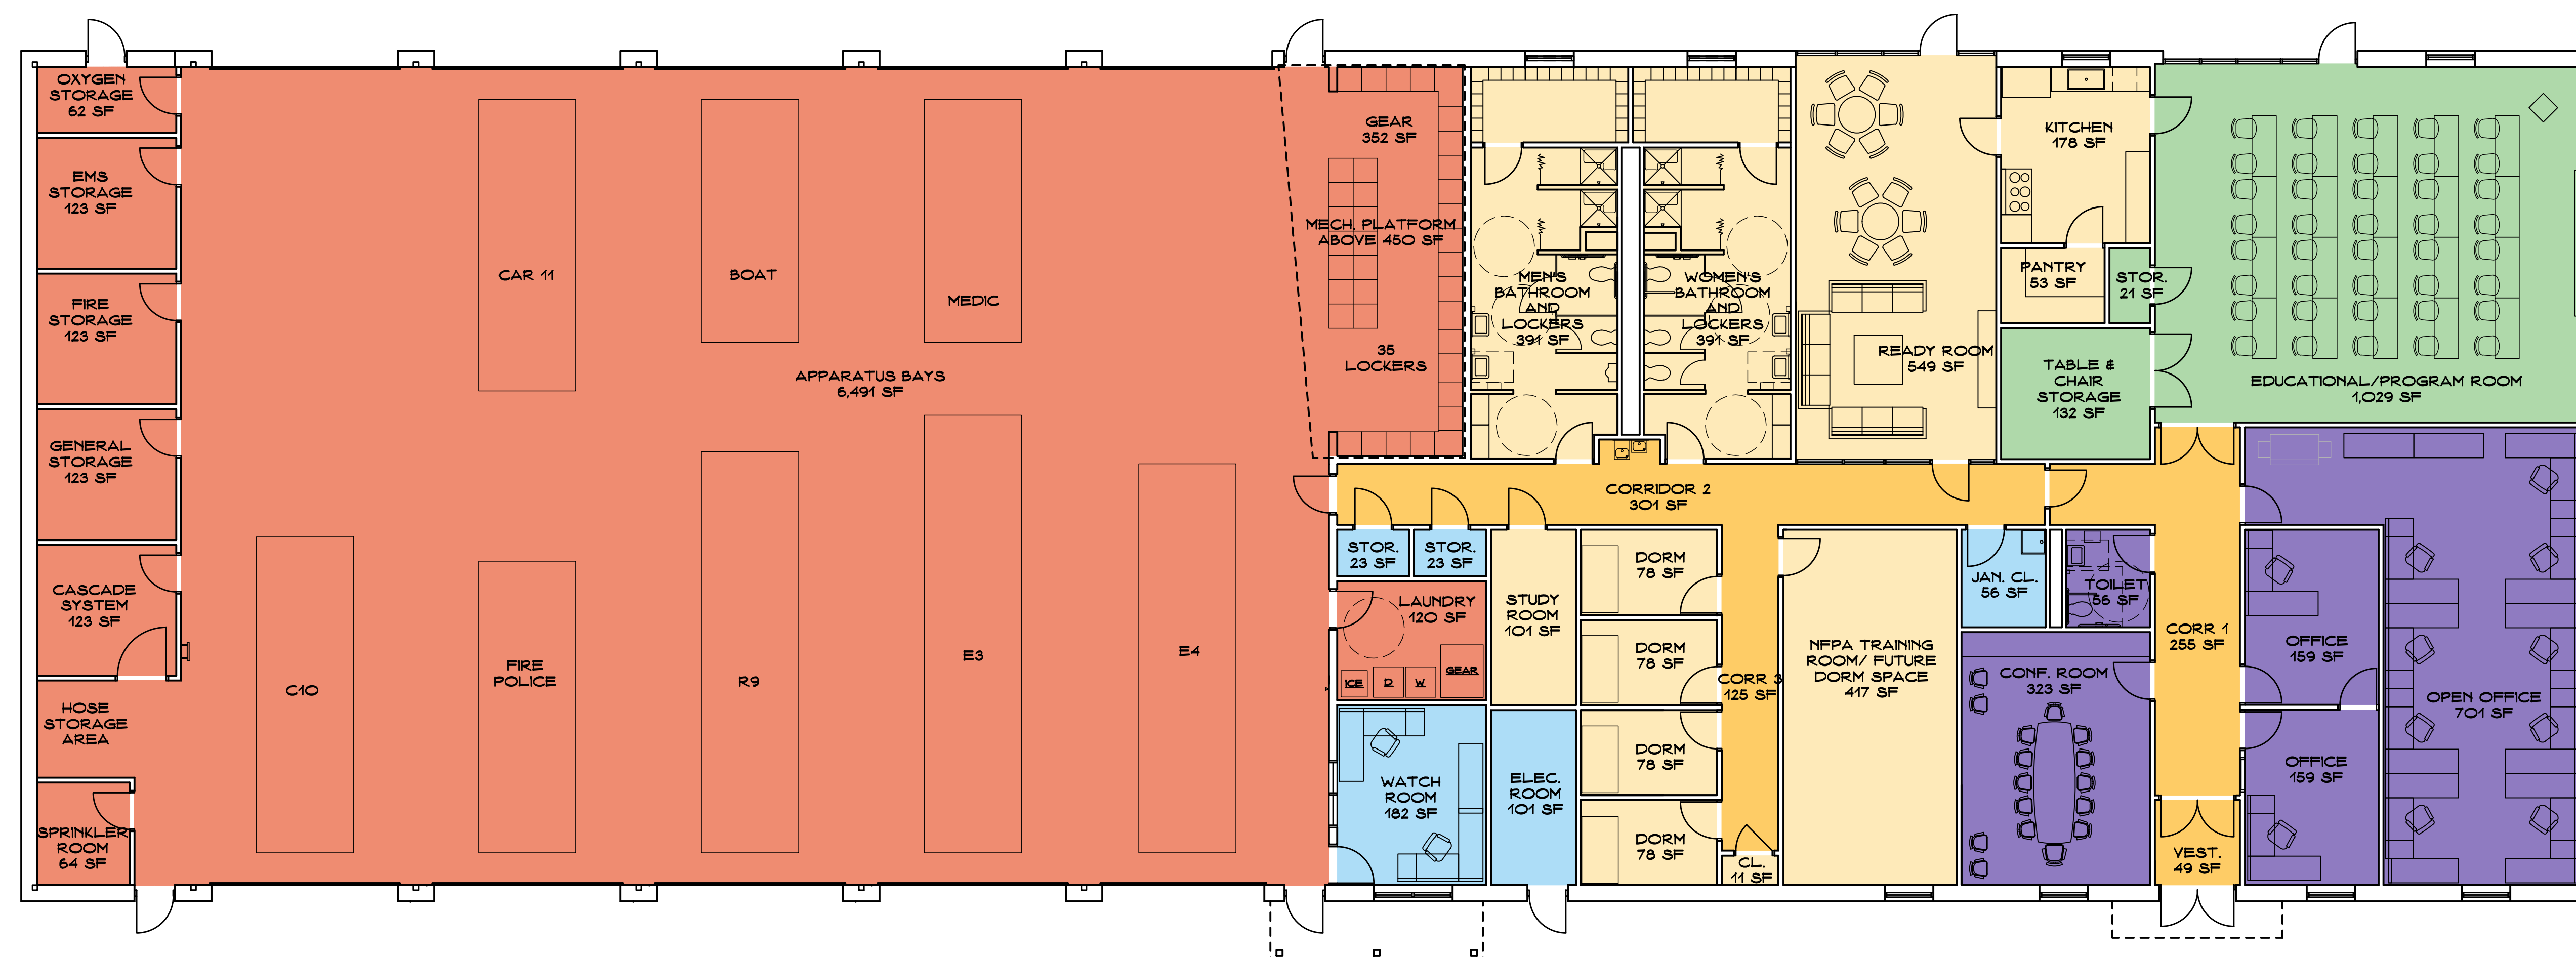 OXYGEN
STORAGE
62 SF
EMS
STORAGE
123 SF
FIRE
STORAGE
123 SF
GENERAL
STORAGE
123 SF
CASCADE
SYSTEM
123 SF
HOSE
STORAGE
AREA
SPRINKLER
ROOM
64 SF
CAR 11
BOAT
MEDIC
APPARATUS BAYS
6,491 SF
C10
FIRE
POLICE
R9
E3
E4
GEAR
352 SF
MECH. PLATFORM
ABOVE 450 SF
35
LOCKERS
MEN'S
BATHROOM
AND
LOCKERS
391 SF
WOMEN'S
BATHROOM
AND
LOCKERS
391 SF
READY ROOM
549 SF
KITCHEN
178 SF
PANTRY
53 SF
STOR.
21 SF
TABLE &
CHAIR
STORAGE
132 SF
EDUCATIONAL/PROGRAM ROOM
1,029 SF
CORRIDOR 2
301 SF
STOR.
23 SF
STOR.
23 SF
LAUNDRY
120 SF
ICE
D
W
GEAR
WATCH
ROOM
182 SF
STUDY
ROOM
101 SF
ELEC.
ROOM
101 SF
DORM
78 SF
DORM
78 SF
DORM
78 SF
DORM
78 SF
CORR 3
125 SF
CL.
11 SF
NFPA TRAINING
ROOM/ FUTURE
DORM SPACE
417 SF
JAN. CL.
56 SF
TOILET
56 SF
CONF. ROOM
323 SF
CORR 1
255 SF
VEST.
49 SF
OFFICE
159 SF
OFFICE
159 SF
OPEN OFFICE
701 SF